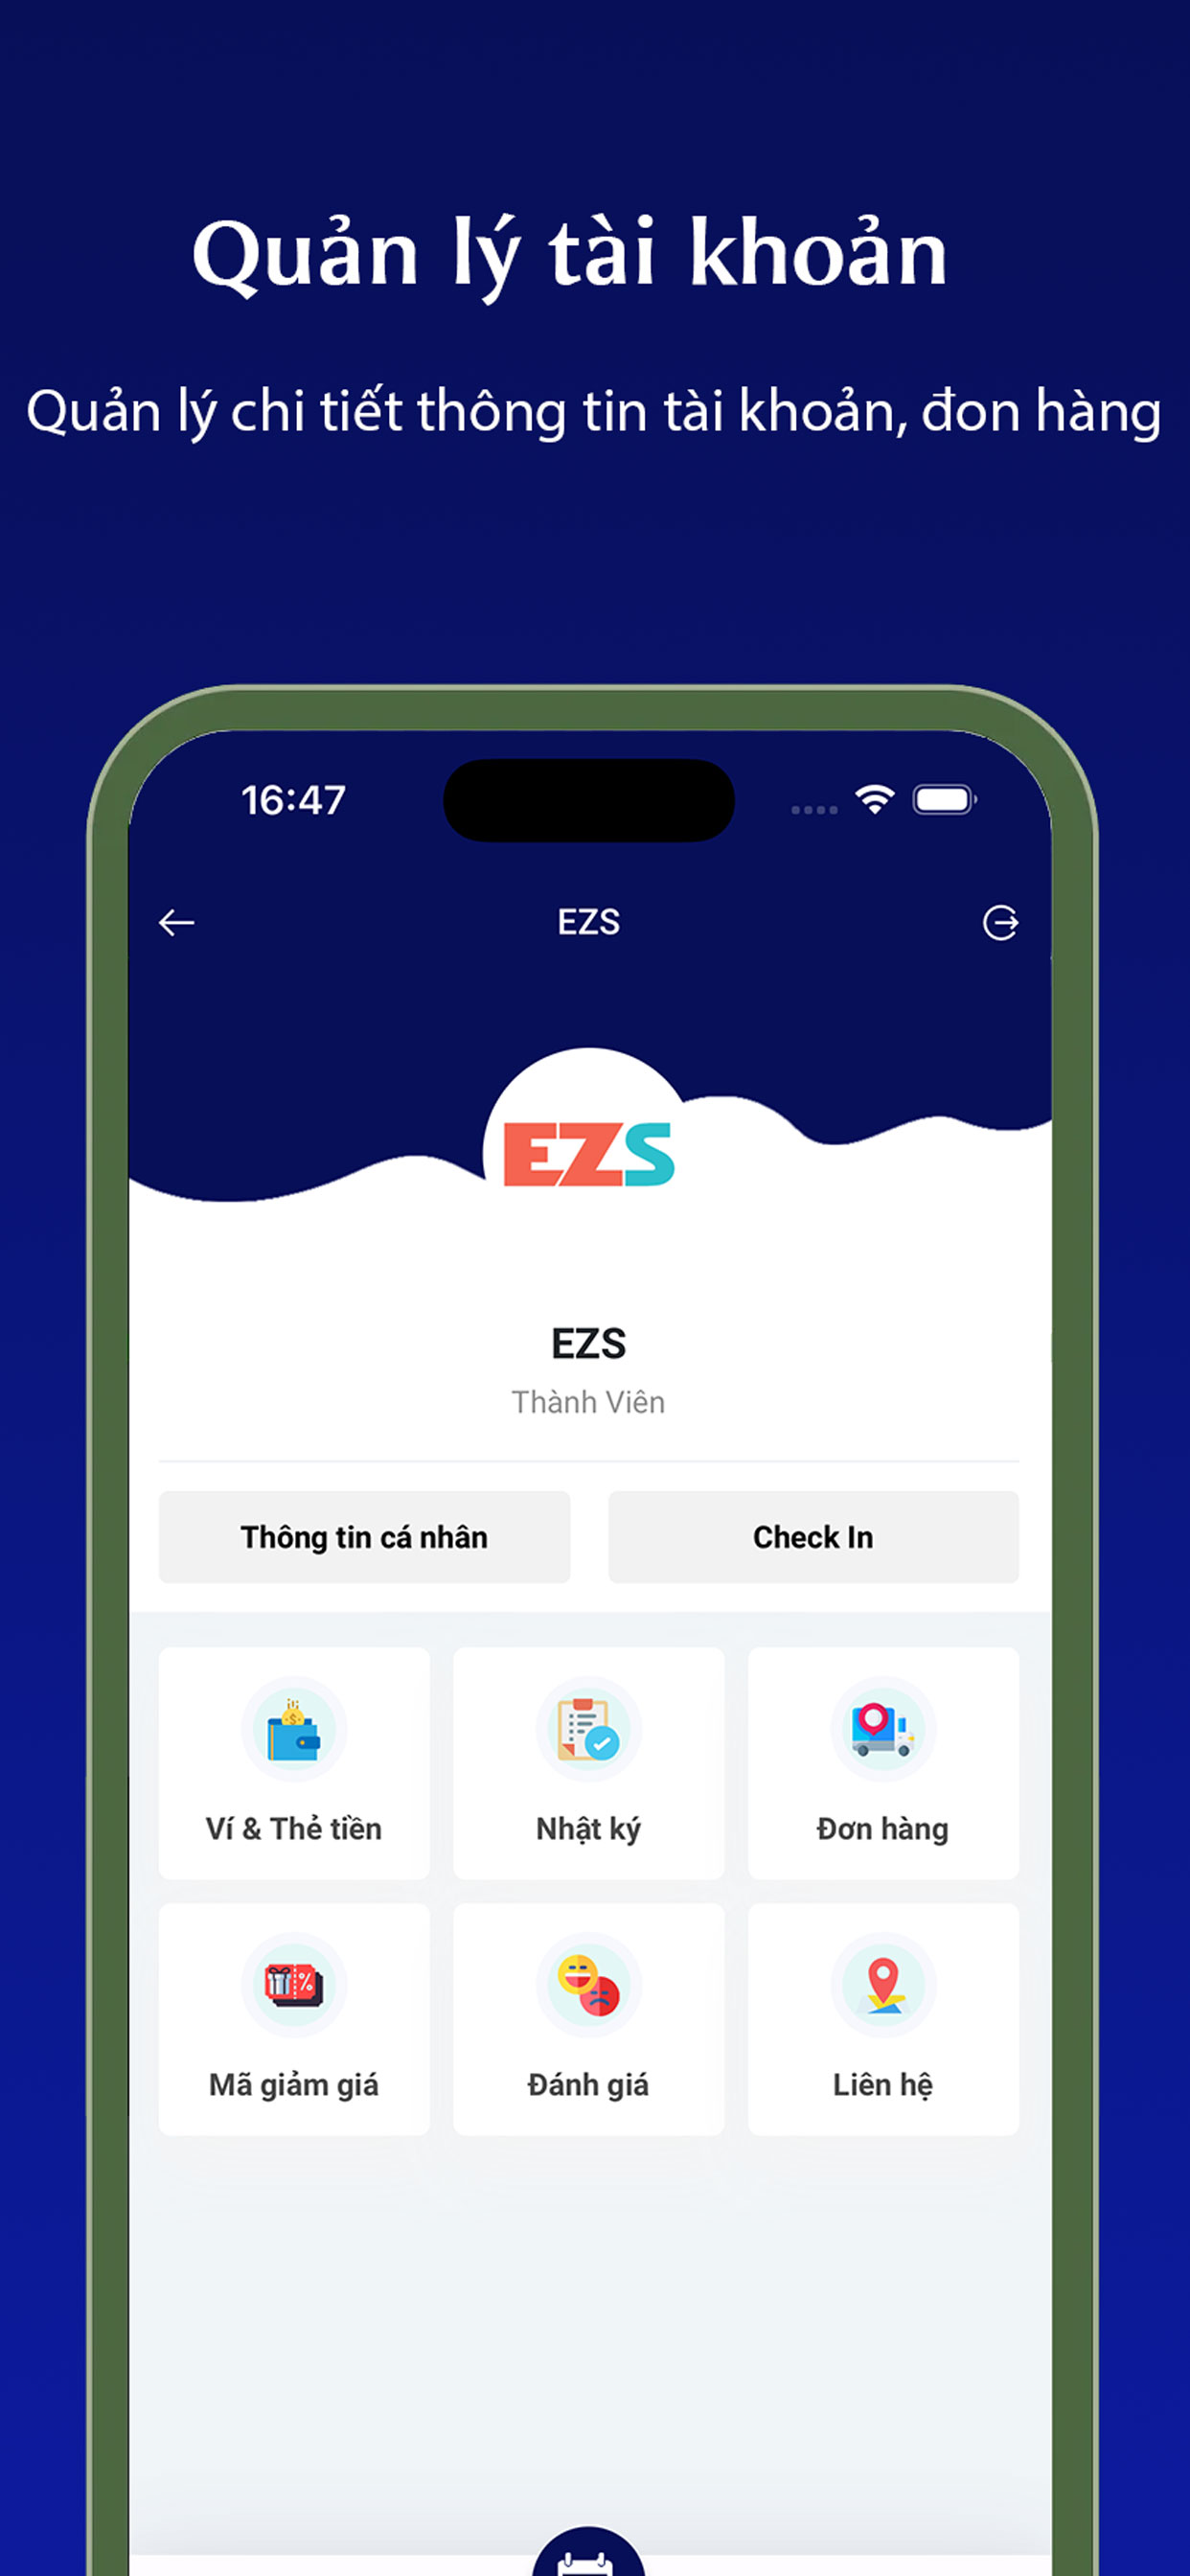 Quản lý tài khoản
Quản lý chi tiết thông tin tài khoản, đon hàng
16:47
EZS
EZS
EZS
Thành Viên
Thông tin cá nhân
Check In
Ví & Thẻ tiền
Nhật ký
Đơn hàng
Mã giảm giá
Đánh giá
Liên hệ